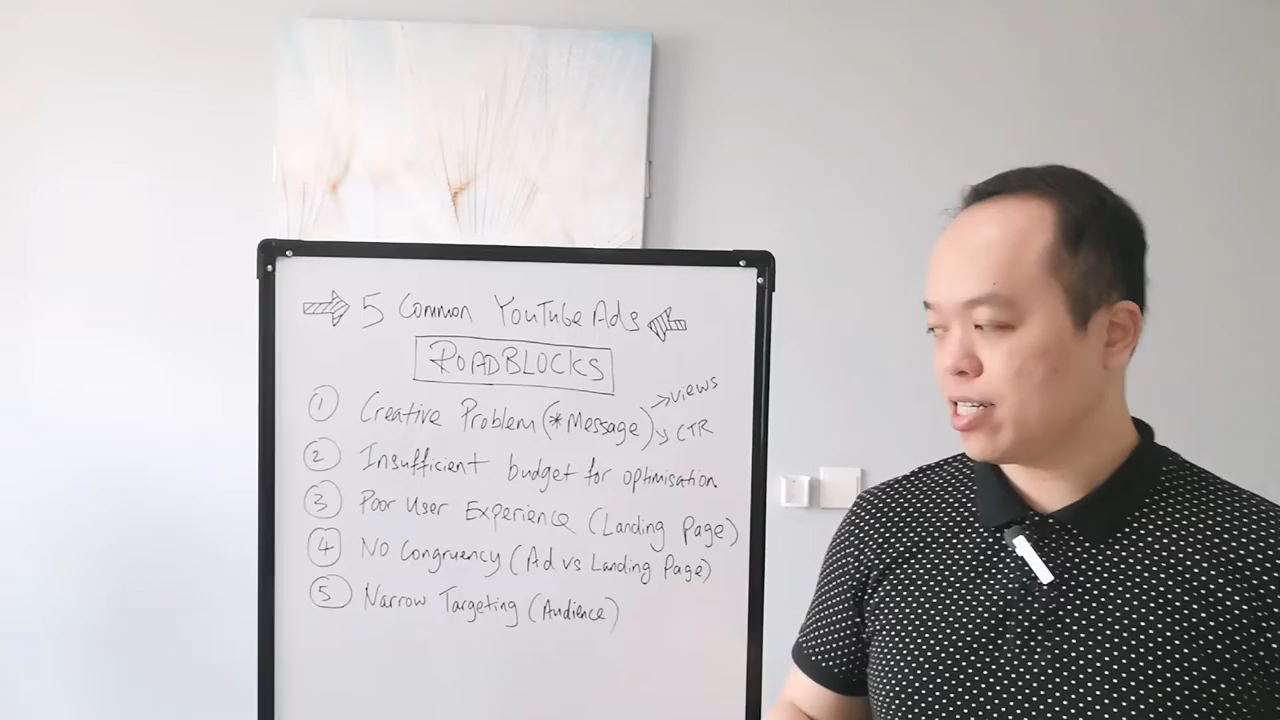 5 Common YouTube Ads
ROADBLOCKS
1 Creative Problem (*Message) → views
↘ CTR
2 Insufficient budget for optimisation
3 Poor User Experience (Landing Page)
4 No Congruency (Ad vs Landing Page)
5 Narrow Targeting (Audience)